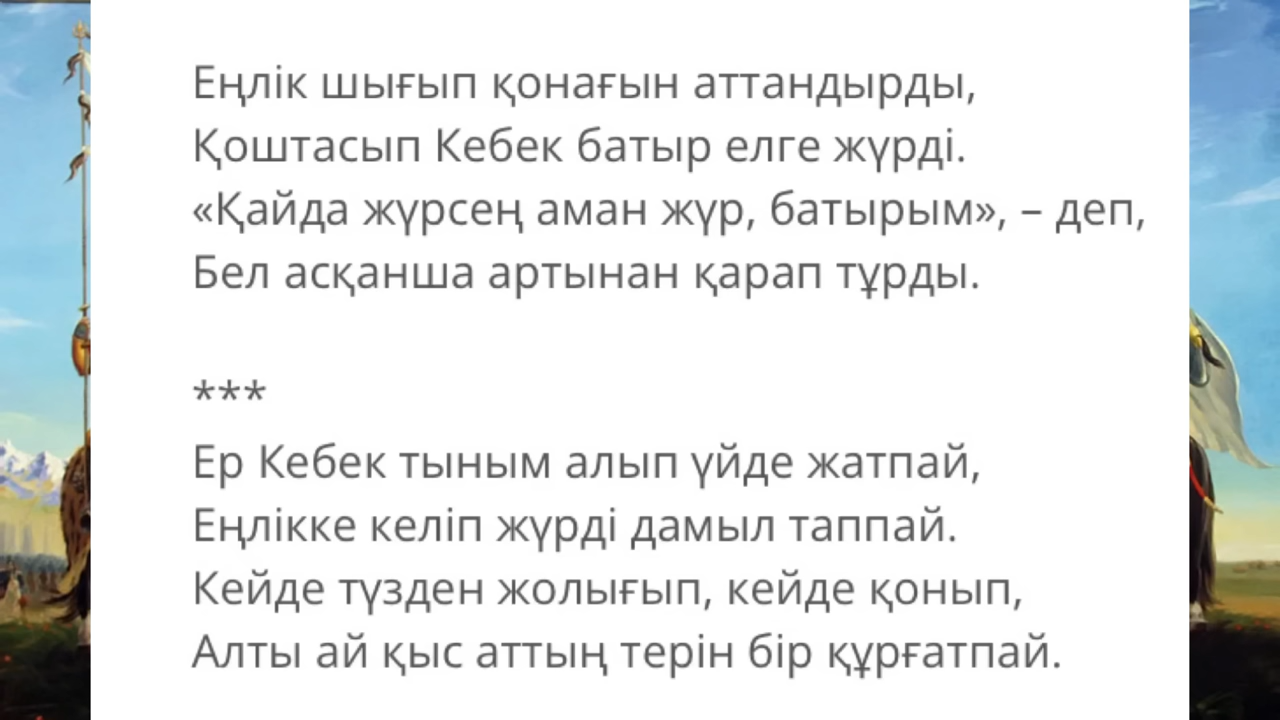 Еңлік шығып қонағын аттандырды,
Қоштасып Кебек батыр елге жүрді.
«Қайда жүрсең аман жүр, батырым», – деп,
Бел асқанша артынан қарап тұрды.
***
Ер Кебек тыным алып үйде жатпай,
Еңлікке келіп жүрді дамыл таппай.
Кейде түзден жолығып, кейде қонып,
Алты ай қыс аттың терін бір құрғатпай.